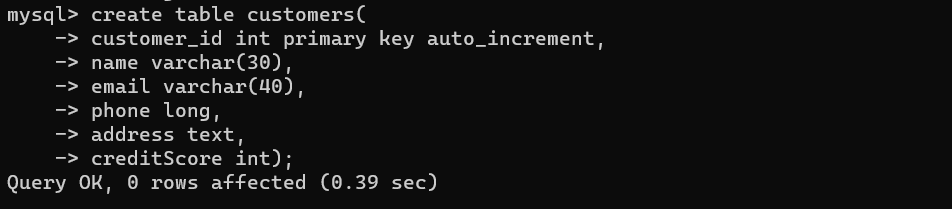 mysql> create table customers(
    -> customer_id int primary key auto_increment,
    -> name varchar(30),
    -> email varchar(40),
    -> phone long,
    -> address text,
    -> creditScore int);
Query OK, 0 rows affected (0.39 sec)